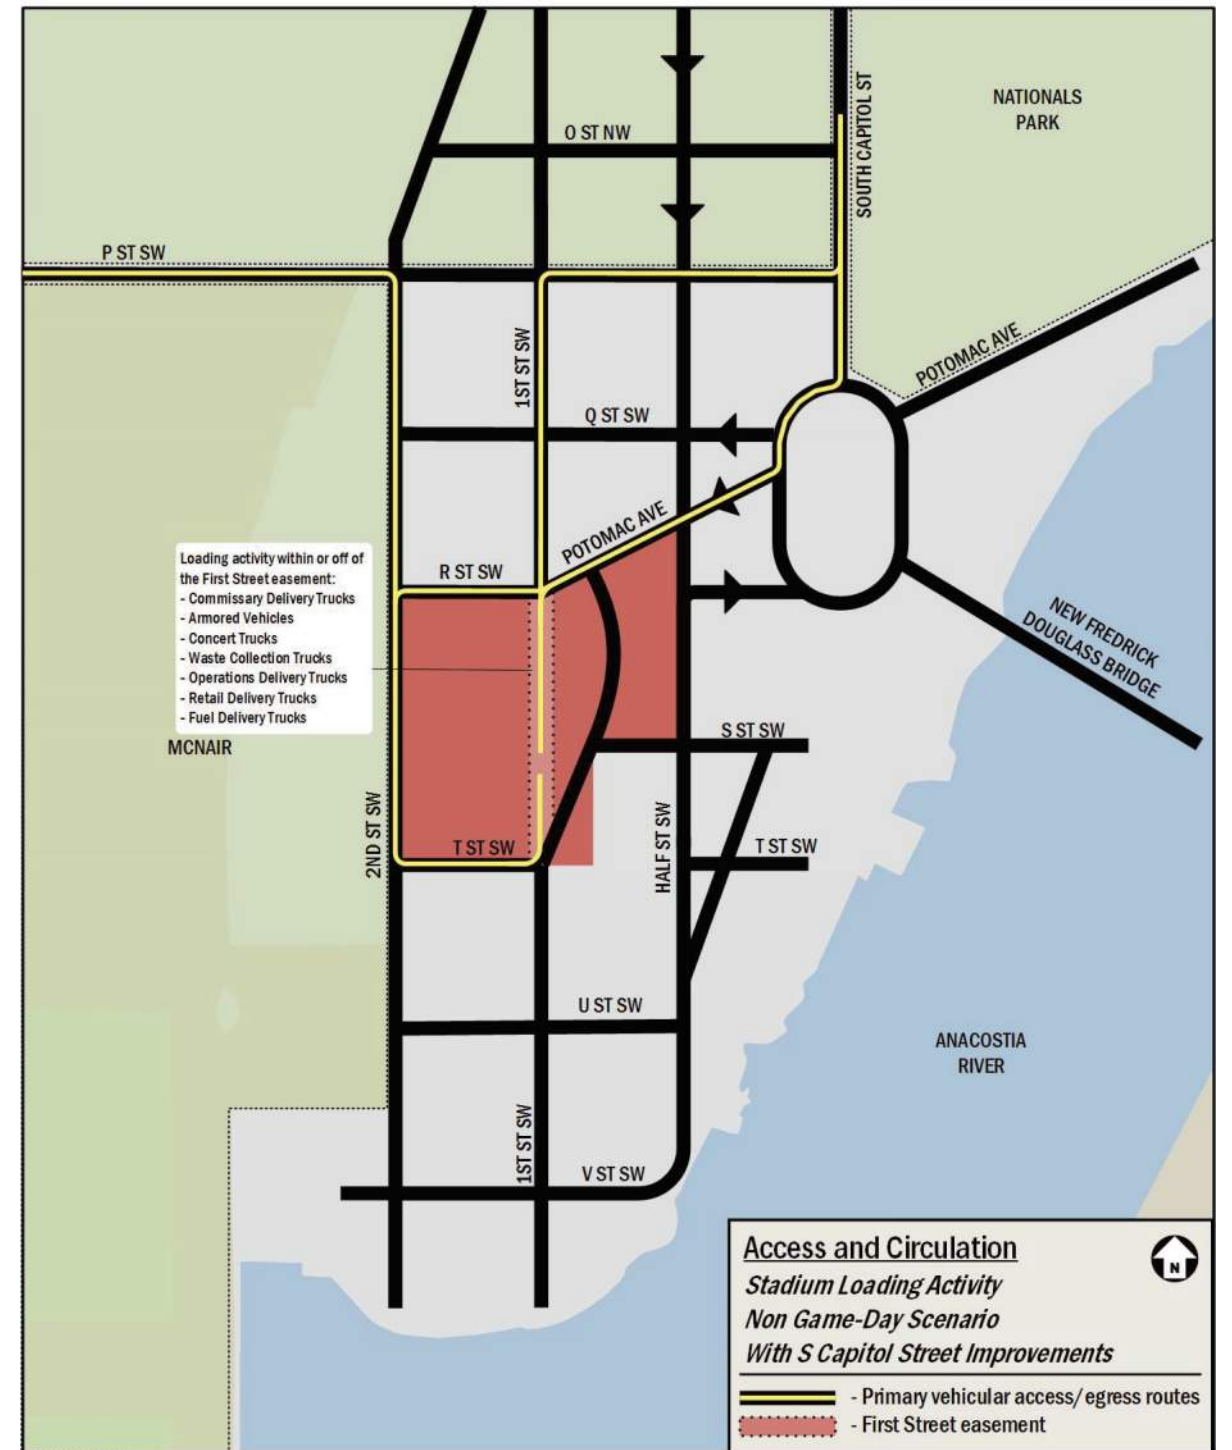 NATIONALS
PARK
SOUTH CAPITOL ST
O ST NW
P ST SW
1ST ST SW
POTOMAC AVE
Q ST SW
POTOMAC AVE
R ST SW
Loading activity within or off of
the First Street easement:
- Commissary Delivery Trucks
- Armored Vehicles
- Concert Trucks
- Waste Collection Trucks
- Operations Delivery Trucks
- Retail Delivery Trucks
- Fuel Delivery Trucks
NEW FREDRICK
DOUGLASS BRIDGE
MCNAIR
S ST SW
2ND ST SW
T ST SW
HALF ST SW
T ST SW
U ST SW
ANACOSTIA
RIVER
1ST ST SW
V ST SW
Access and Circulation
N
Stadium Loading Activity
Non Game-Day Scenario
With S Capitol Street Improvements
- Primary vehicular access/egress routes
- First Street easement